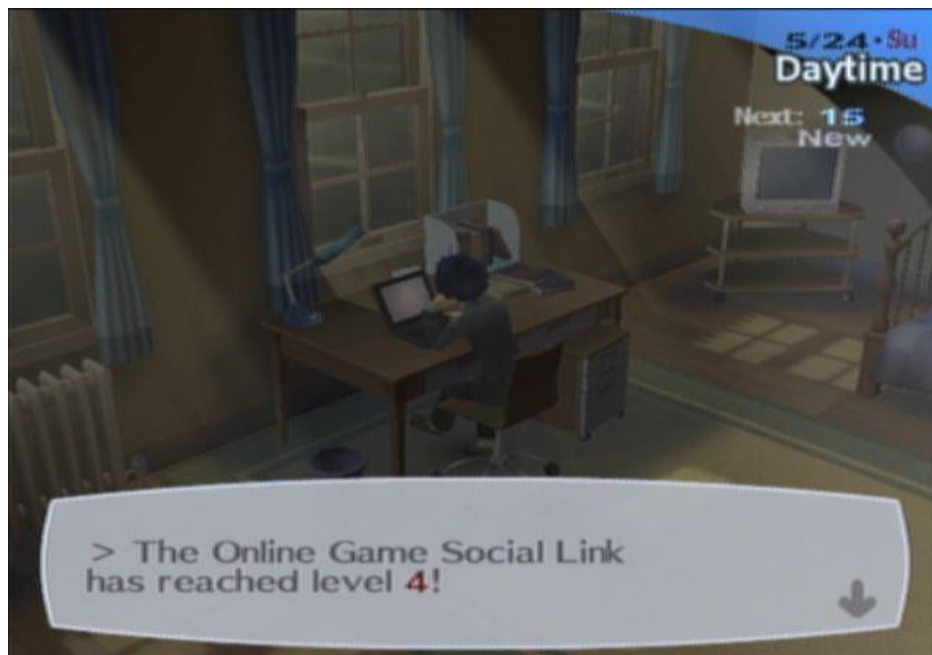 5/24·Su
Daytime
Next: 15
New
> The Online Game Social Link
has reached level 4!